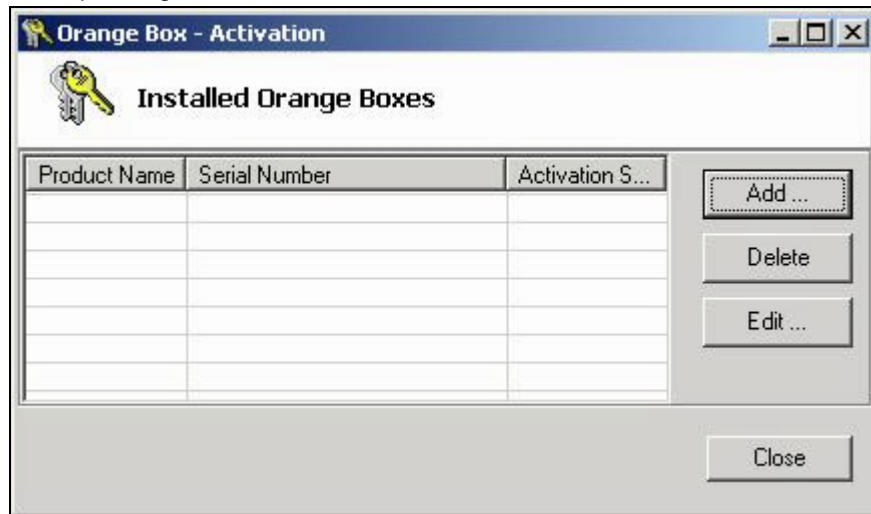 Orange Box - Activation
Installed Orange Boxes
Product Name Serial Number Activation S...
Add ...
Delete
Edit ...
Close